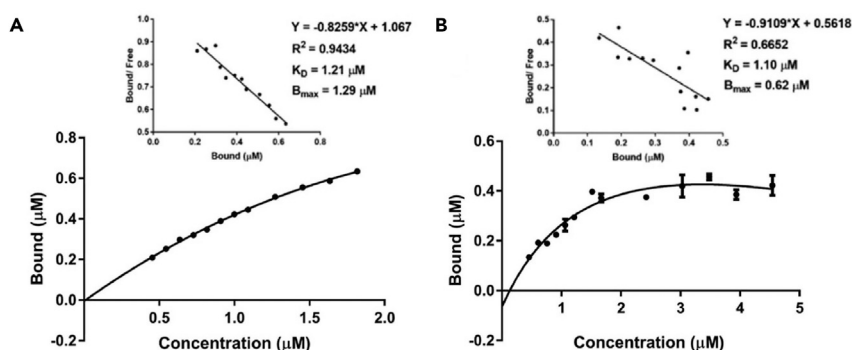 A
Y = -0.8259*X + 1.067
R² = 0.9434
K_D = 1.21 μM
B_max = 1.29 μM
Bound/ Free
1.0
0.9
0.8
0.7
0.6
0.5
0.0
0.2
0.4
0.6
0.8
Bound (μM)
Bound (μM)
0.8
0.6
0.4
0.2
0.0
-0.2
0.5
1.0
1.5
2.0
Concentration (μM)
B
Y = -0.9109*X + 0.5618
R² = 0.6652
K_D = 1.10 μM
B_max = 0.62 μM
Bound/Free
0.5
0.4
0.3
0.2
0.1
0.0
0.0
0.1
0.2
0.3
0.4
0.5
Bound (μM)
Bound (μM)
0.6
0.4
0.2
0.0
-0.2
1
2
3
4
5
Concentration (μM)